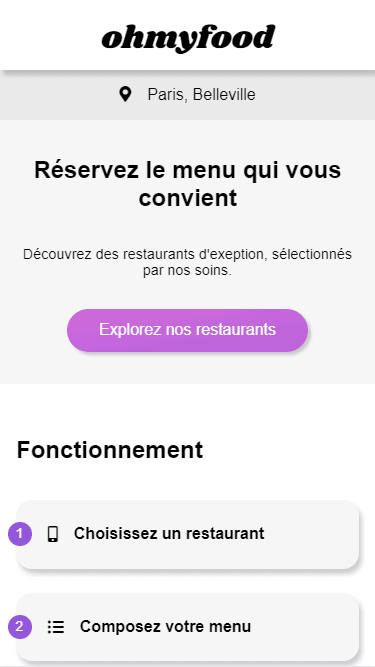 ohmyfood
Paris, Belleville
Réservez le menu qui vous
convient
Découvrez des restaurants d'exeption, sélectionnés
par nos soins.
Explorez nos restaurants
Fonctionnement
1 Choisissez un restaurant
2 Composez votre menu